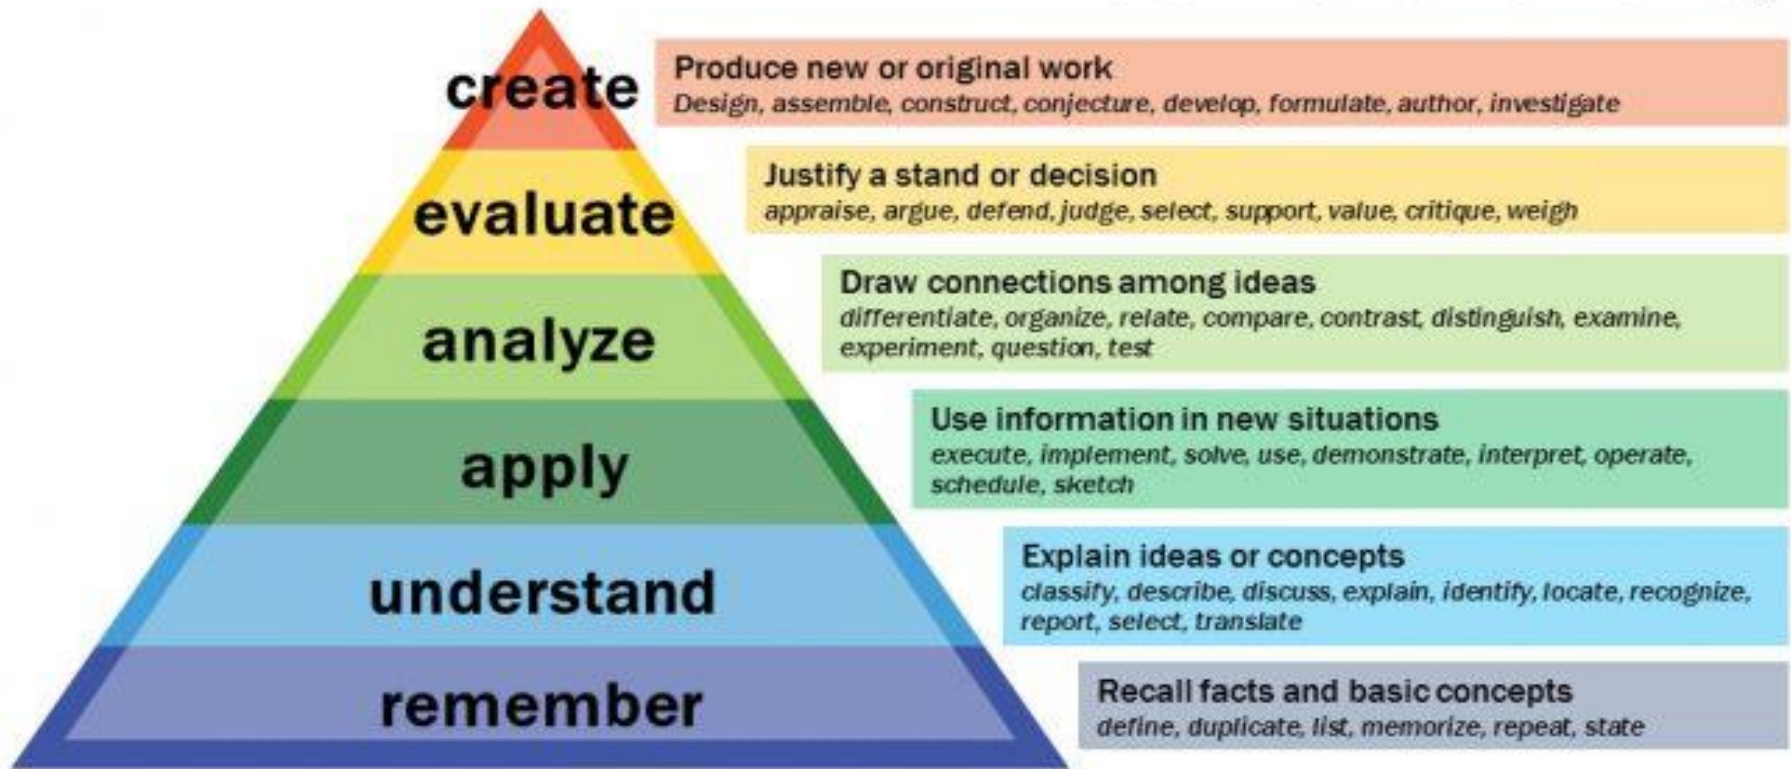 create
Produce new or original work
Design, assemble, construct, conjecture, develop, formulate, author, investigate
evaluate
Justify a stand or decision
appraise, argue, defend, judge, select, support, value, critique, weigh
analyze
Draw connections among ideas
differentiate, organize, relate, compare, contrast, distinguish, examine,
experiment, question, test
apply
Use information in new situations
execute, implement, solve, use, demonstrate, interpret, operate,
schedule, sketch
understand
Explain ideas or concepts
classify, describe, discuss, explain, identify, locate, recognize,
report, select, translate
remember
Recall facts and basic concepts
define, duplicate, list, memorize, repeat, state